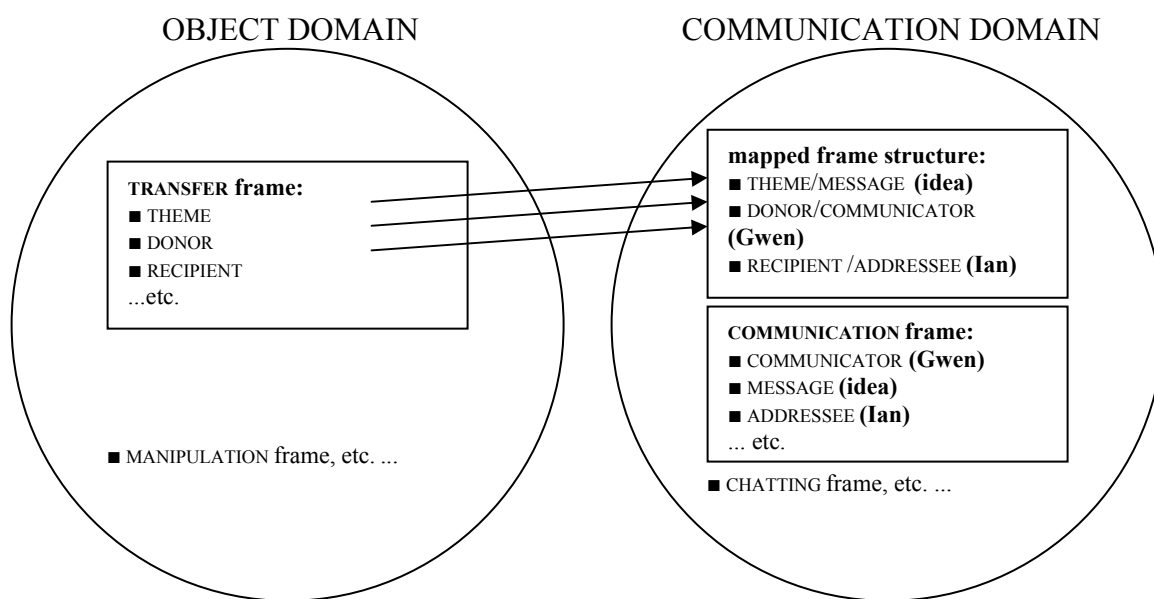 OBJECT DOMAIN
TRANSFER frame:
■ THEME
■ DONOR
■ RECIPIENT
...etc.
■ MANIPULATION frame, etc. ...
COMMUNICATION DOMAIN
mapped frame structure:
■ THEME/MESSAGE (idea)
■ DONOR/COMMUNICATOR
(Gwen)
■ RECIPIENT /ADDRESSEE (Ian)
COMMUNICATION frame:
■ COMMUNICATOR (Gwen)
■ MESSAGE (idea)
■ ADDRESSEE (Ian)
... etc.
■ CHATTING frame, etc. ...